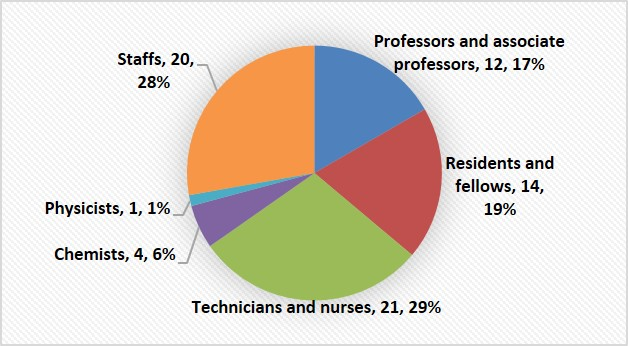 Professors and associate
professors, 12, 17%
Staffs, 20,
28%
Residents and
fellows, 14,
19%
Physicists, 1, 1%
Chemists, 4, 6%
Technicians and nurses, 21, 29%